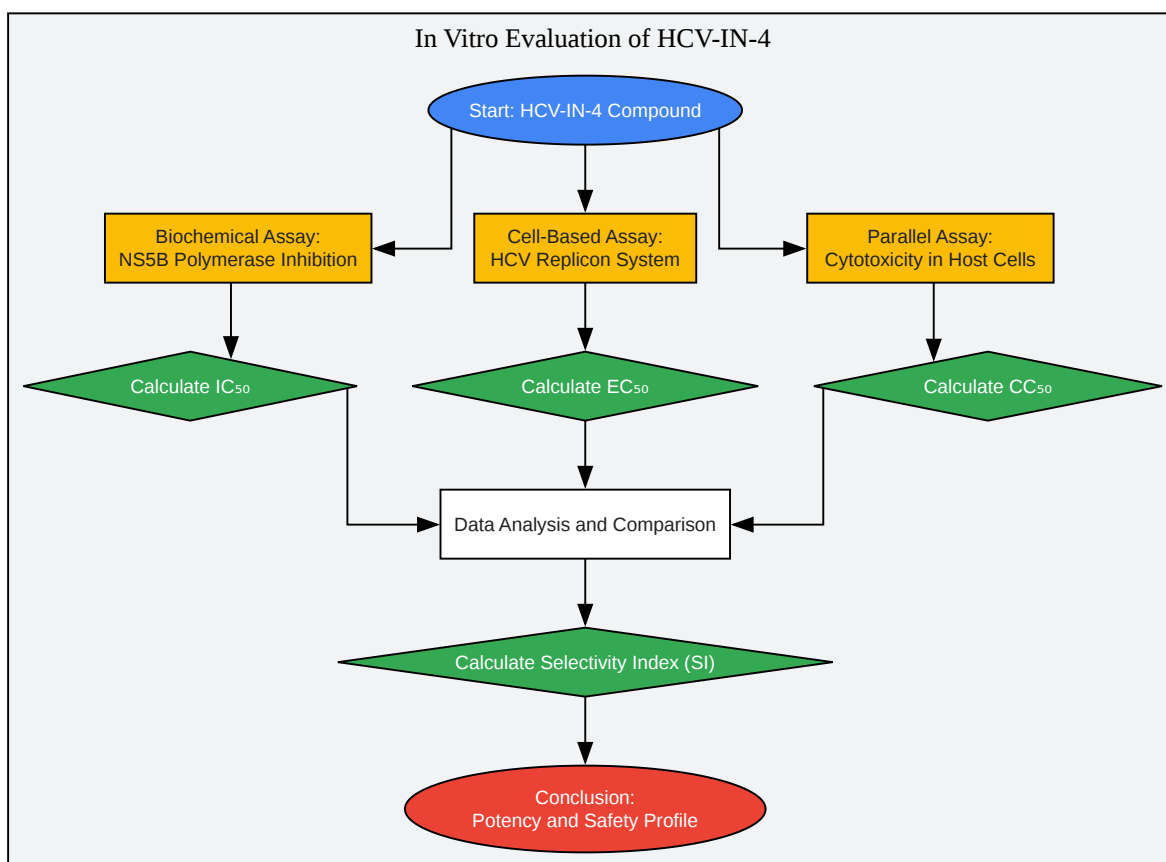 In Vitro Evaluation of HCV-IN-4
Start: HCV-IN-4 Compound
Biochemical Assay:
NS5B Polymerase Inhibition
Cell-Based Assay:
HCV Replicon System
Parallel Assay:
Cytotoxicity in Host Cells
Calculate IC₅₀
Calculate EC₅₀
Calculate CC₅₀
Data Analysis and Comparison
Calculate Selectivity Index (SI)
Conclusion:
Potency and Safety Profile